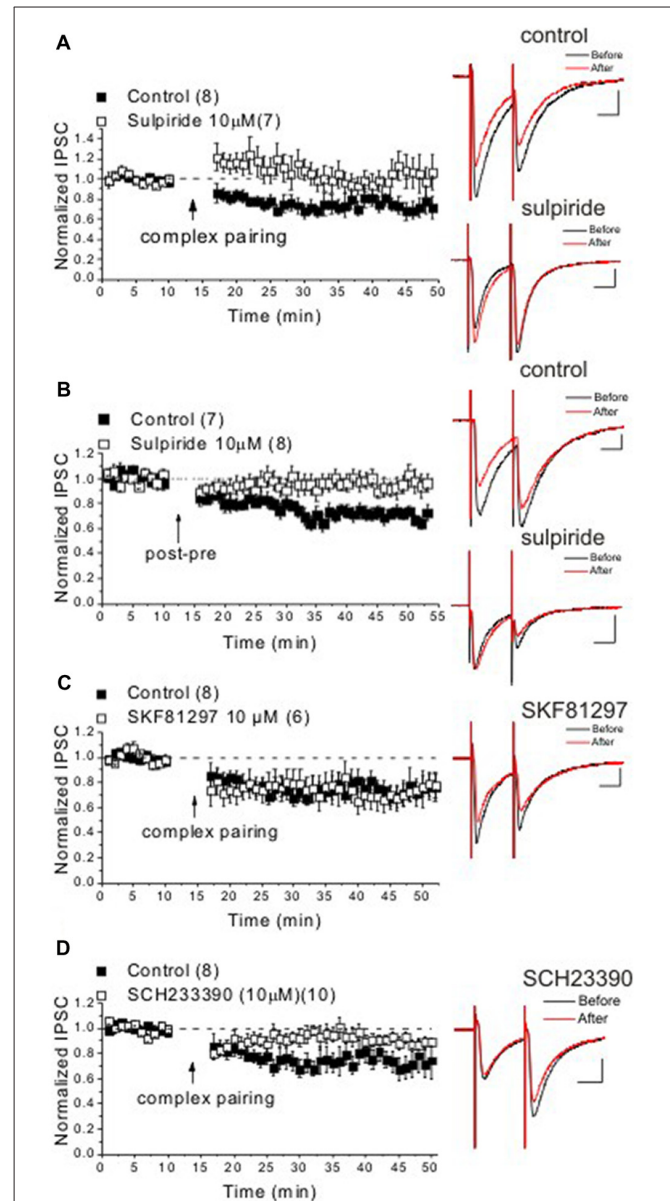 A
Control (8)
Sulpiride 10µM(7)
1.4
1.2
1.0
0.8
0.6
0.4
0.2
0.0
Normalized IPSC
complex pairing
0 5 10 15 20 25 30 35 40 45 50
Time (min)
control
Before
After
sulpiride
Before
After
B
Control (7)
Sulpiride 10µM (8)
1.2
1.0
0.8
0.6
0.4
0.2
0.0
Normalized IPSC
post-pre
0 5 10 15 20 25 30 35 40 45 50 55
Time (min)
control
Before
After
sulpiride
Before
After
C
Control (8)
SKF81297 10 µM (6)
1.2
1.0
0.8
0.6
0.4
0.2
0.0
Normalized IPSC
complex pairing
0 5 10 15 20 25 30 35 40 45 50
Time (min)
SKF81297
Before
After
D
Control (8)
SCH233390 (10µM)(10)
1.2
1.0
0.8
0.6
0.4
0.2
0.0
Normalized IPSC
complex pairing
0 5 10 15 20 25 30 35 40 45 50
Time (min)
SCH23390
Before
After